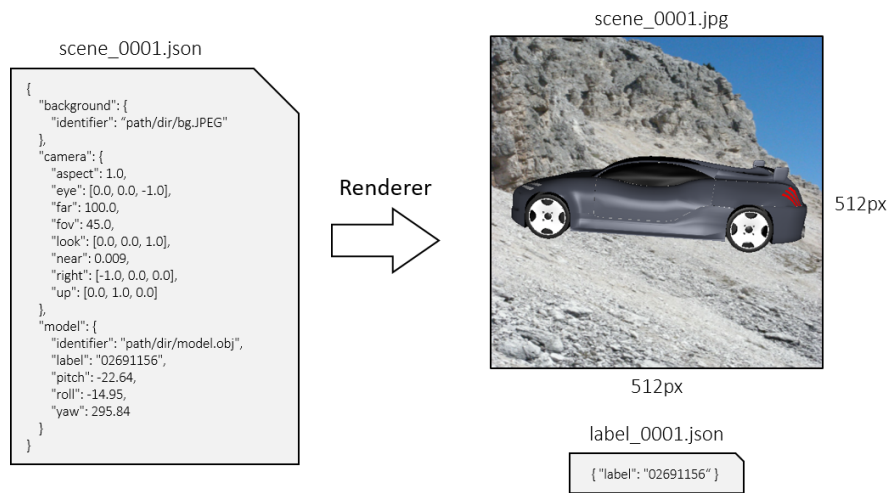 scene_0001.json
{
"background": {
"identifier": “path/dir/bg.JPEG"
},
"camera": {
"aspect": 1.0,
"eye": [0.0, 0.0, -1.0],
"far": 100.0,
"fov": 45.0,
"look": [0.0, 0.0, 1.0],
"near": 0.009,
"right": [-1.0, 0.0, 0.0],
"up": [0.0, 1.0, 0.0]
},
"model": {
"identifier": "path/dir/model.obj",
"label": "02691156",
"pitch": -22.64,
"roll": -14.95,
"yaw": 295.84
}
}
Renderer
scene_0001.jpg
512px
512px
label_0001.json
{ "label": "02691156“ }